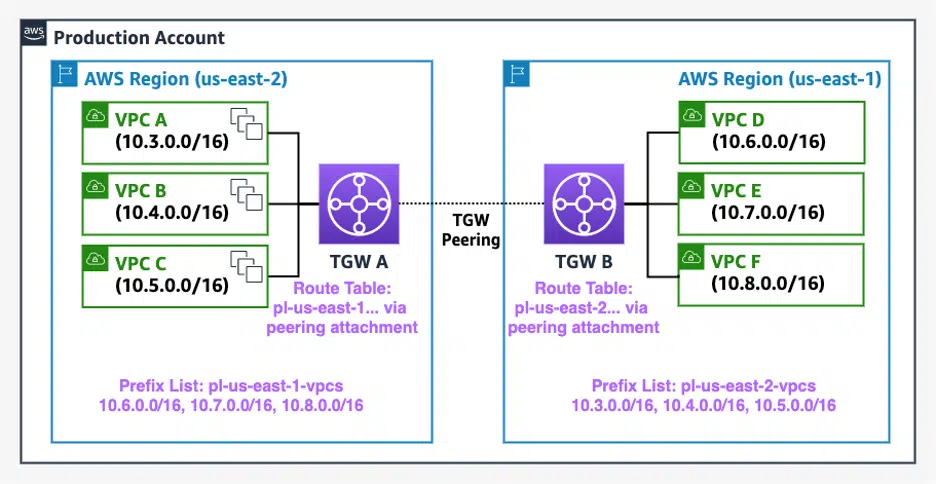 aws
Production Account
AWS Region (us-east-2)
VPC A
(10.3.0.0/16)
VPC B
(10.4.0.0/16)
VPC C
(10.5.0.0/16)
TGW A
Route Table:
pl-us-east-1... via
peering attachment
Prefix List: pl-us-east-1-vpcs
10.6.0.0/16, 10.7.0.0/16, 10.8.0.0/16
TGW
Peering
AWS Region (us-east-1)
VPC D
(10.6.0.0/16)
VPC E
(10.7.0.0/16)
VPC F
(10.8.0.0/16)
TGW B
Route Table:
pl-us-east-2... via
peering attachment
Prefix List: pl-us-east-2-vpcs
10.3.0.0/16, 10.4.0.0/16, 10.5.0.0/16